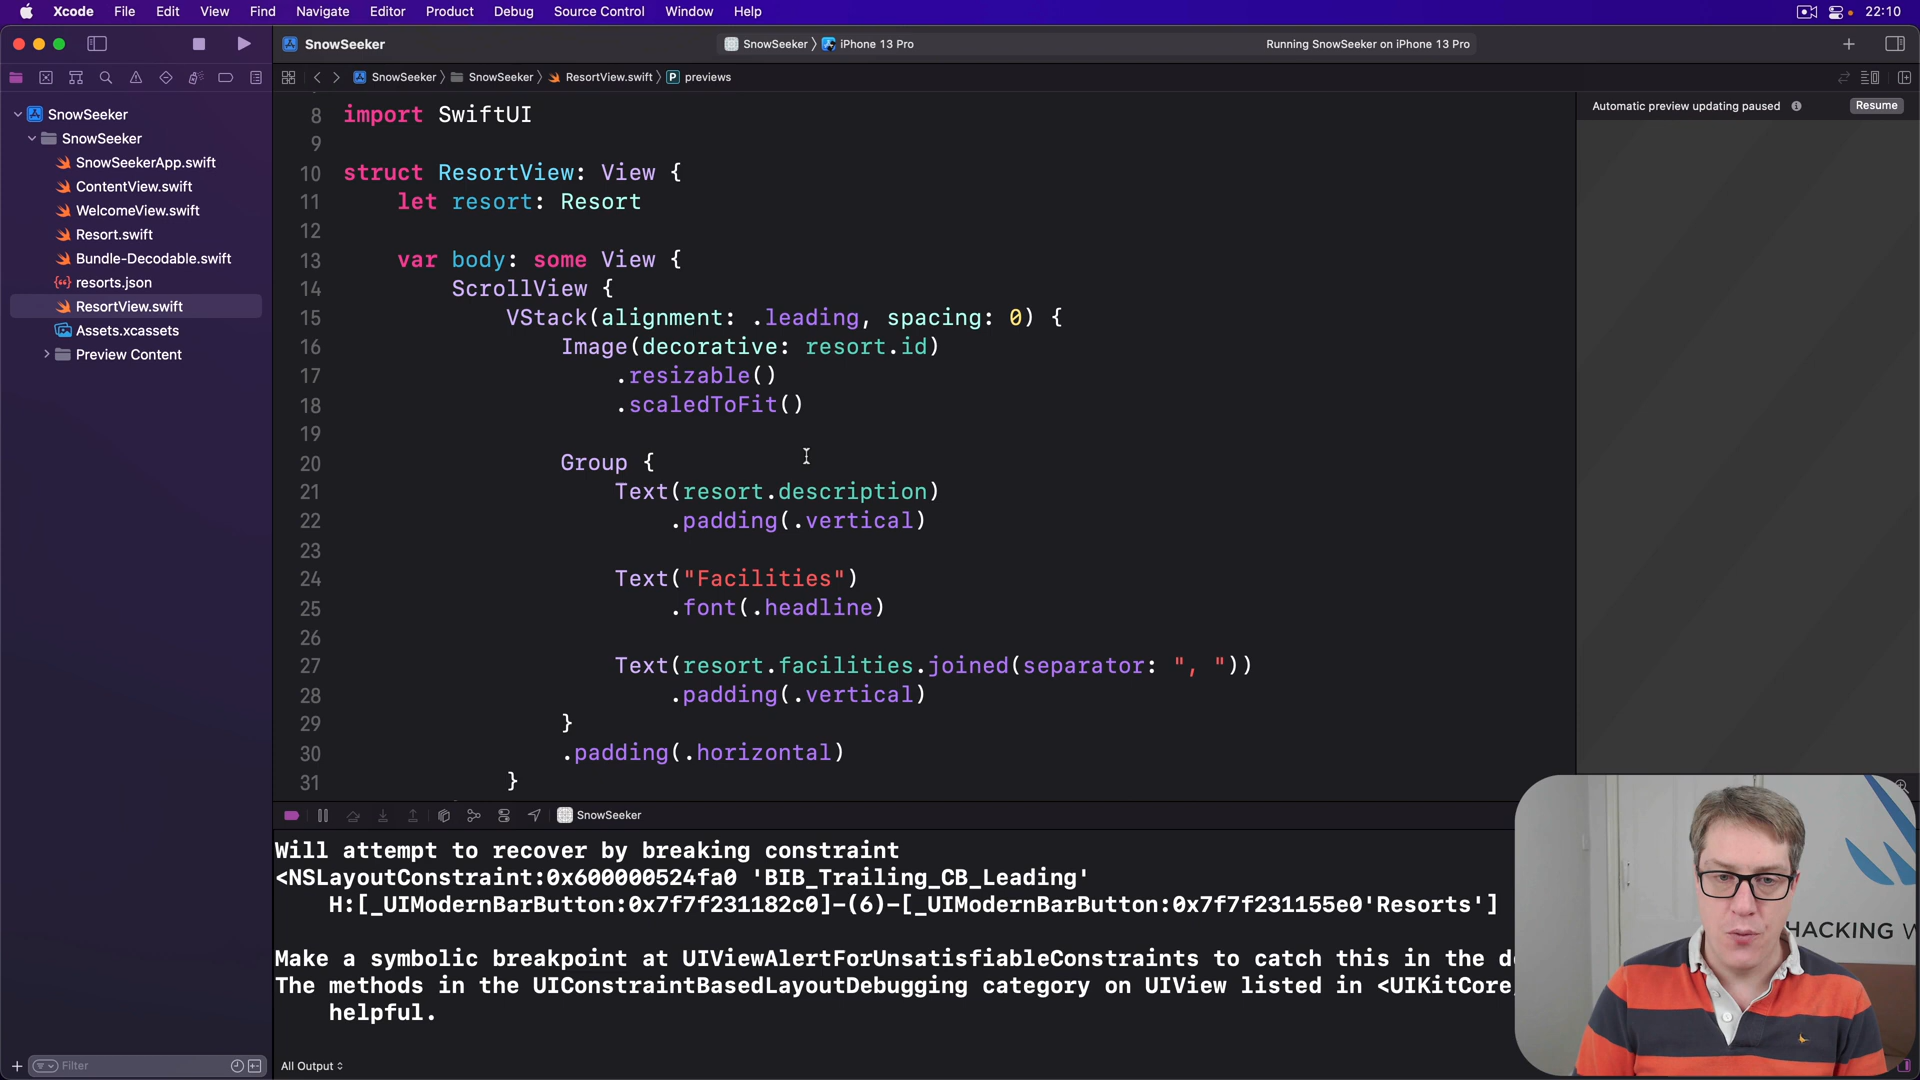 Xcode File Edit View Find Navigate Editor Product Debug Source Control Window Help 22:10
SnowSeeker SnowSeeker iPhone 13 Pro Running SnowSeeker on iPhone 13 Pro
SnowSeeker SnowSeeker ResortView.swift P previews
Automatic preview updating paused Resume
SnowSeeker
SnowSeeker
SnowSeekerApp.swift
ContentView.swift
WelcomeView.swift
Resort.swift
Bundle-Decodable.swift
resorts.json
ResortView.swift
Assets.xcassets
Preview Content
8 import SwiftUI
9
10 struct ResortView: View {
11 let resort: Resort
12
13 var body: some View {
14 ScrollView {
15 VStack(alignment: .leading, spacing: 0) {
16 Image(decorative: resort.id)
17 .resizable()
18 .scaledToFit()
19
20 Group {
21 Text(resort.description)
22 .padding(.vertical)
23
24 Text("Facilities")
25 .font(.headline)
26
27 Text(resort.facilities.joined(separator: ", "))
28 .padding(.vertical)
29 }
30 .padding(.horizontal)
31 }
SnowSeeker
Will attempt to recover by breaking constraint
<NSLayoutConstraint:0x600000524fa0 'BIB_Trailing_CB_Leading'
H:[_UIModernBarButton:0x7f7f231182c0]-(6)-[_UIModernBarButton:0x7f7f231155e0'Resorts']
Make a symbolic breakpoint at UIViewAlertForUnsatisfiableConstraints to catch this in the
The methods in the UIConstraintBasedLayoutDebugging category on UIView listed in <UIKitCore
helpful.
Filter
All Output
HACKING W